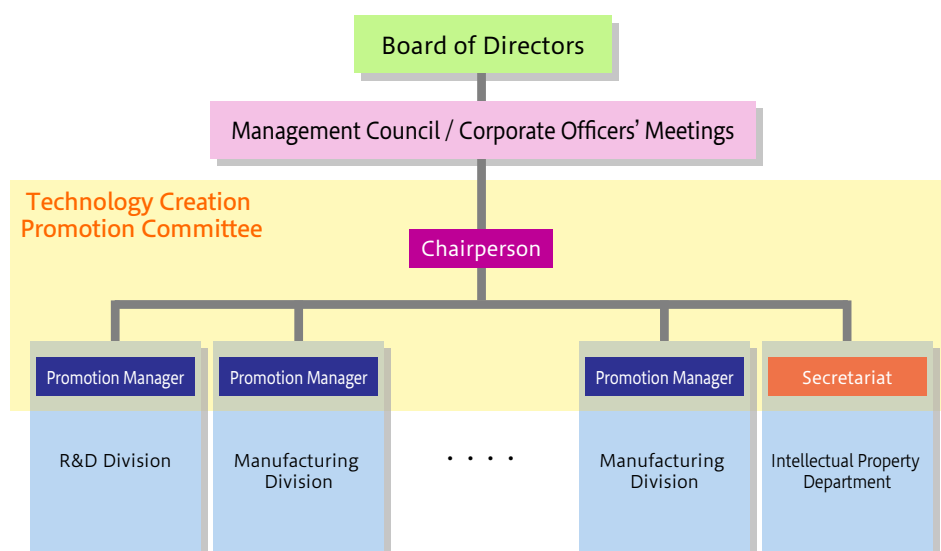 Board of Directors
Management Council / Corporate Officers’ Meetings
Technology Creation
Promotion Committee
Chairperson
Promotion Manager
Promotion Manager
Promotion Manager
Secretariat
R&D Division
Manufacturing
Division
· · · ·
Manufacturing
Division
Intellectual Property
Department